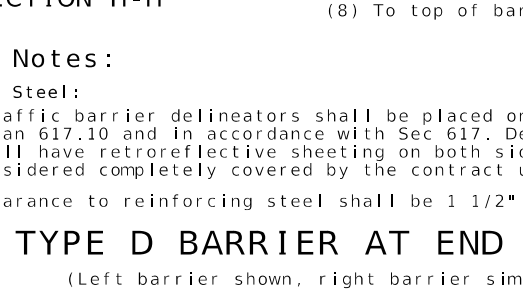 (8) To top of bar
Notes:
Steel:
affic barrier delineators shall be placed on
an 617.10 and in accordance with Sec 617. De
ll have retroreflective sheeting on both sid
sidered completely covered by the contract u
arance to reinforcing steel shall be 1 1/2"
TYPE D BARRIER AT END
(Left barrier shown, right barrier sim